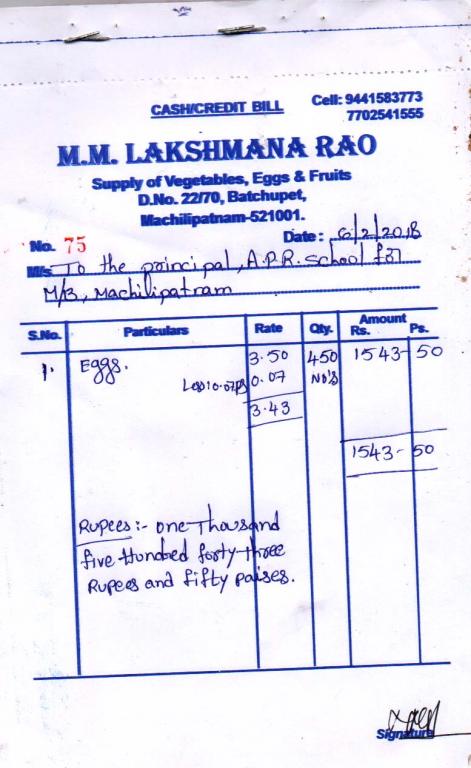 CASH/CREDIT BILL
Cell: 9441583773
7702541555
M.M. LAKSHMANA RAO
Supply of Vegetables, Eggs & Fruits
D.No. 22/70, Batchupet,
Machilipatnam-521001.
No. 75
Date: 6/2/2018
M/s To the principal, A.P.R. School for
M/B, Machilipatnam
S.No. Particulars Rate Qty. Amount Rs. Ps.
1. Eggs. 3.50 450 1543- 50
0.07 No's
3.43
1543- 50
Rupees:- one Thousand
five Hundred forty three
Rupees and fifty paises.
Signature